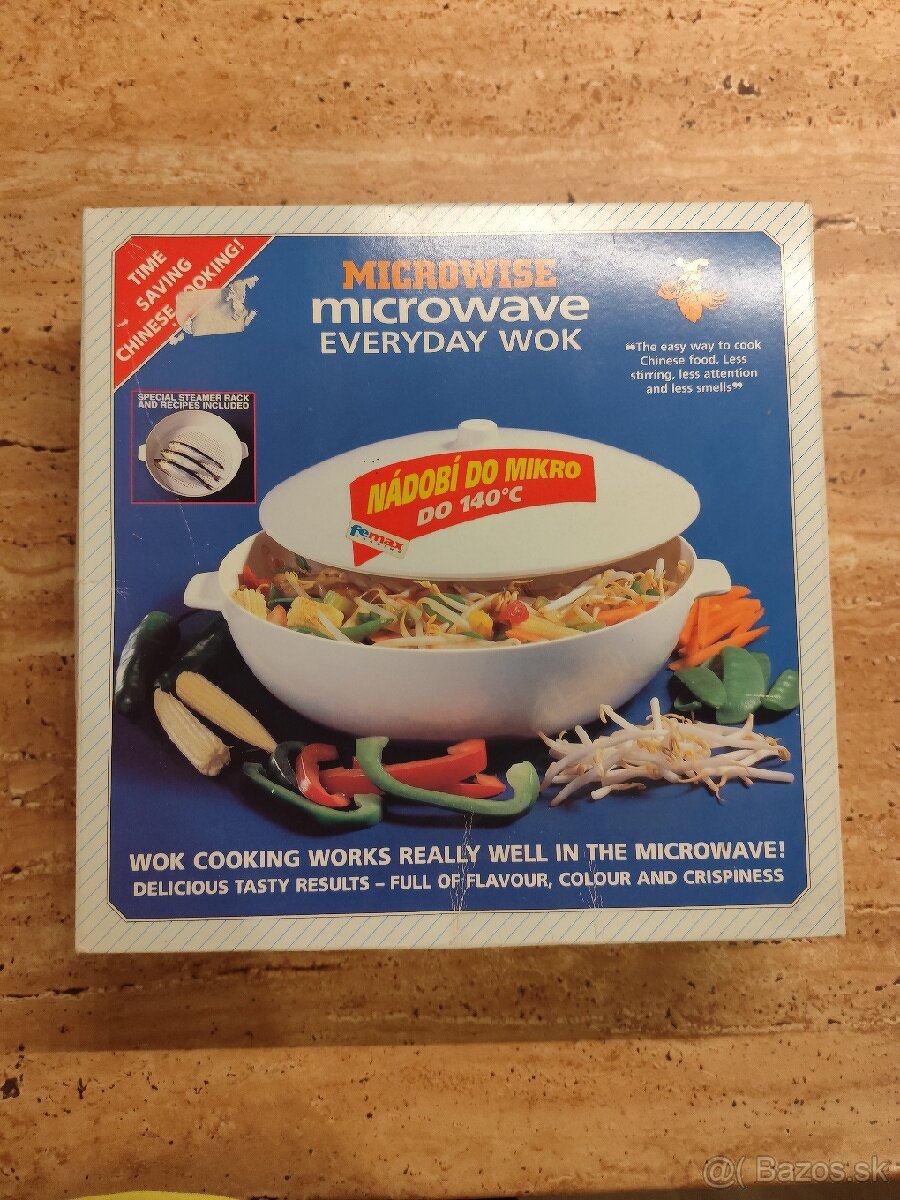 TIME
SAVING
CHINESE COOKING!
MICROWISE
microwave
EVERYDAY WOK
❝The easy way to cook
Chinese food. Less
stirring, less attention
and less smells❞
SPECIAL STEAMER RACK
AND RECIPES INCLUDED
NÁDOBÍ DO MIKRO
DO 140°C
femax
WOK COOKING WORKS REALLY WELL IN THE MICROWAVE!
DELICIOUS TASTY RESULTS – FULL OF FLAVOUR, COLOUR AND CRISPINESS
@( Bazos.sk